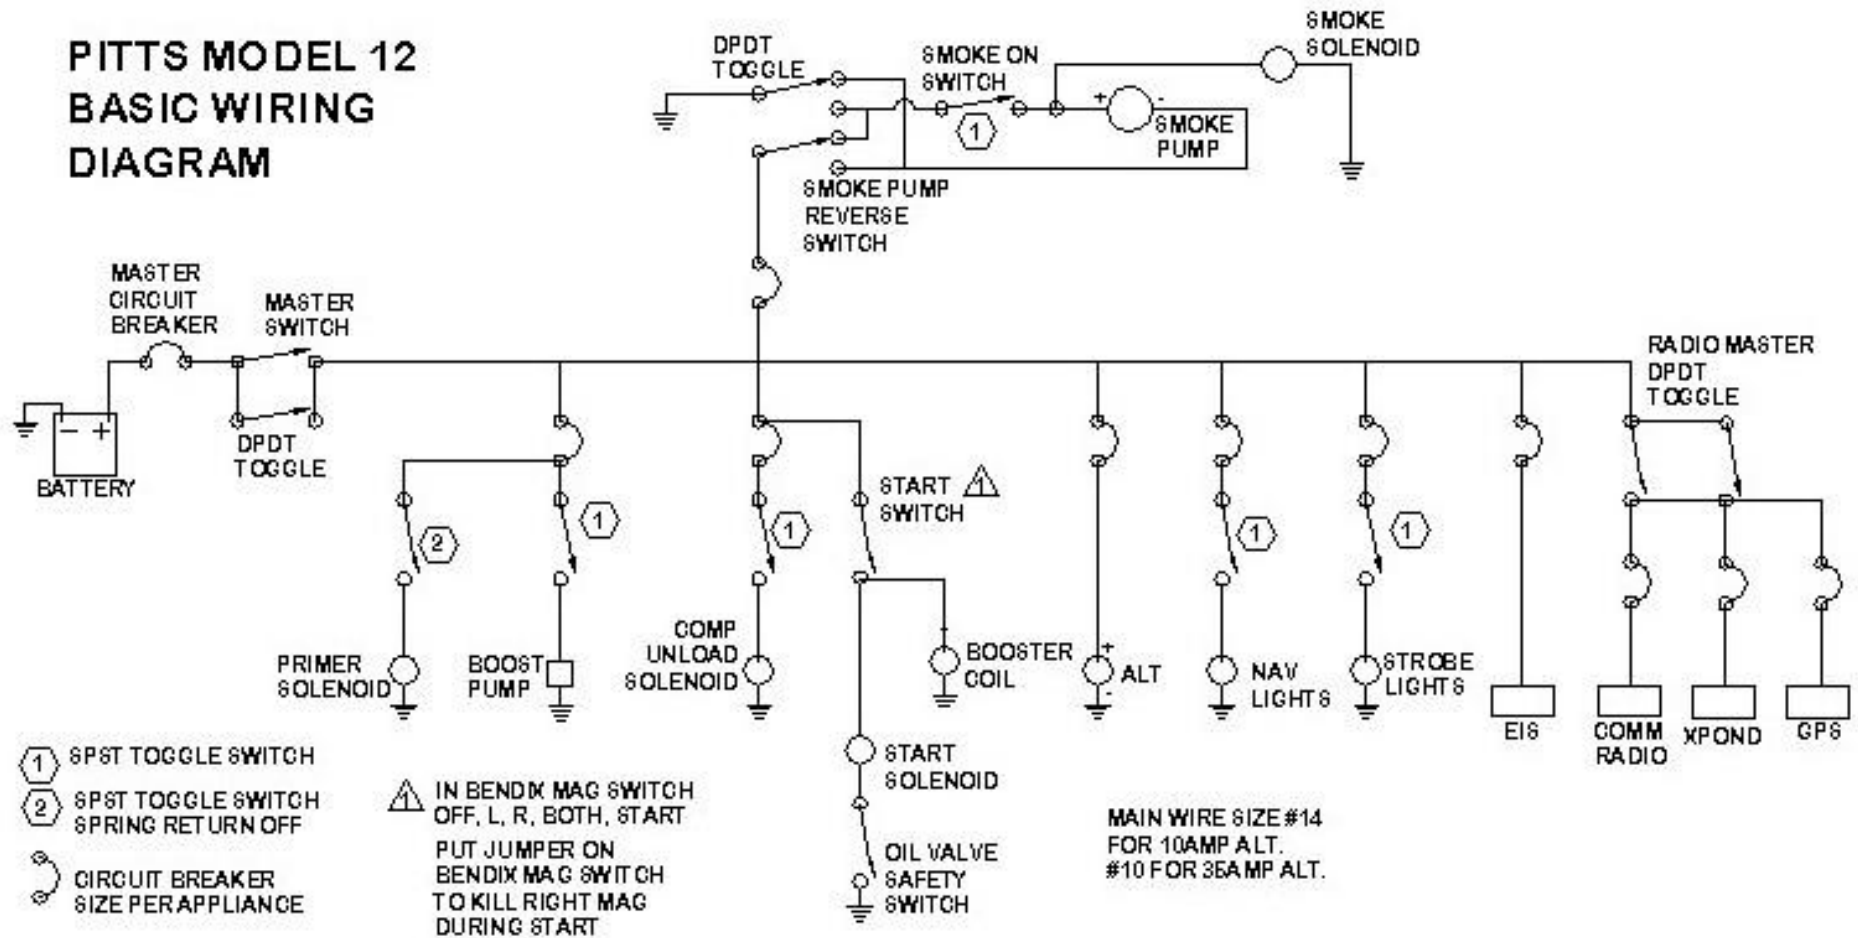 PITTS MODEL 12
BASIC WIRING
DIAGRAM
DPDT
TOGGLE
SMOKE ON
SWITCH
1
SMOKE
SOLENOID
+
-
SMOKE
PUMP
SMOKE PUMP
REVERSE
SWITCH
MASTER
CIRCUIT
BREAKER
MASTER
SWITCH
DPDT
TOGGLE
- +
BATTERY
RADIO MASTER
DPDT
TOGGLE
2
1
1
START
SWITCH
1
1
1
PRIMER
SOLENOID
BOOST
PUMP
COMP
UNLOAD
SOLENOID
BOOSTER
COIL
+
ALT
-
NAV
LIGHTS
STROBE
LIGHTS
EIS
COMM
RADIO
XPOND
GPS
START
SOLENOID
OIL VALVE
SAFETY
SWITCH
1 SPST TOGGLE SWITCH
2 SPST TOGGLE SWITCH
SPRING RETURN OFF
CIRCUIT BREAKER
SIZE PER APPLIANCE
1 IN BENDIX MAG SWITCH
OFF, L, R, BOTH, START
PUT JUMPER ON
BENDIX MAG SWITCH
TO KILL RIGHT MAG
DURING START
MAIN WIRE SIZE #14
FOR 10AMP ALT.
#10 FOR 35AMP ALT.